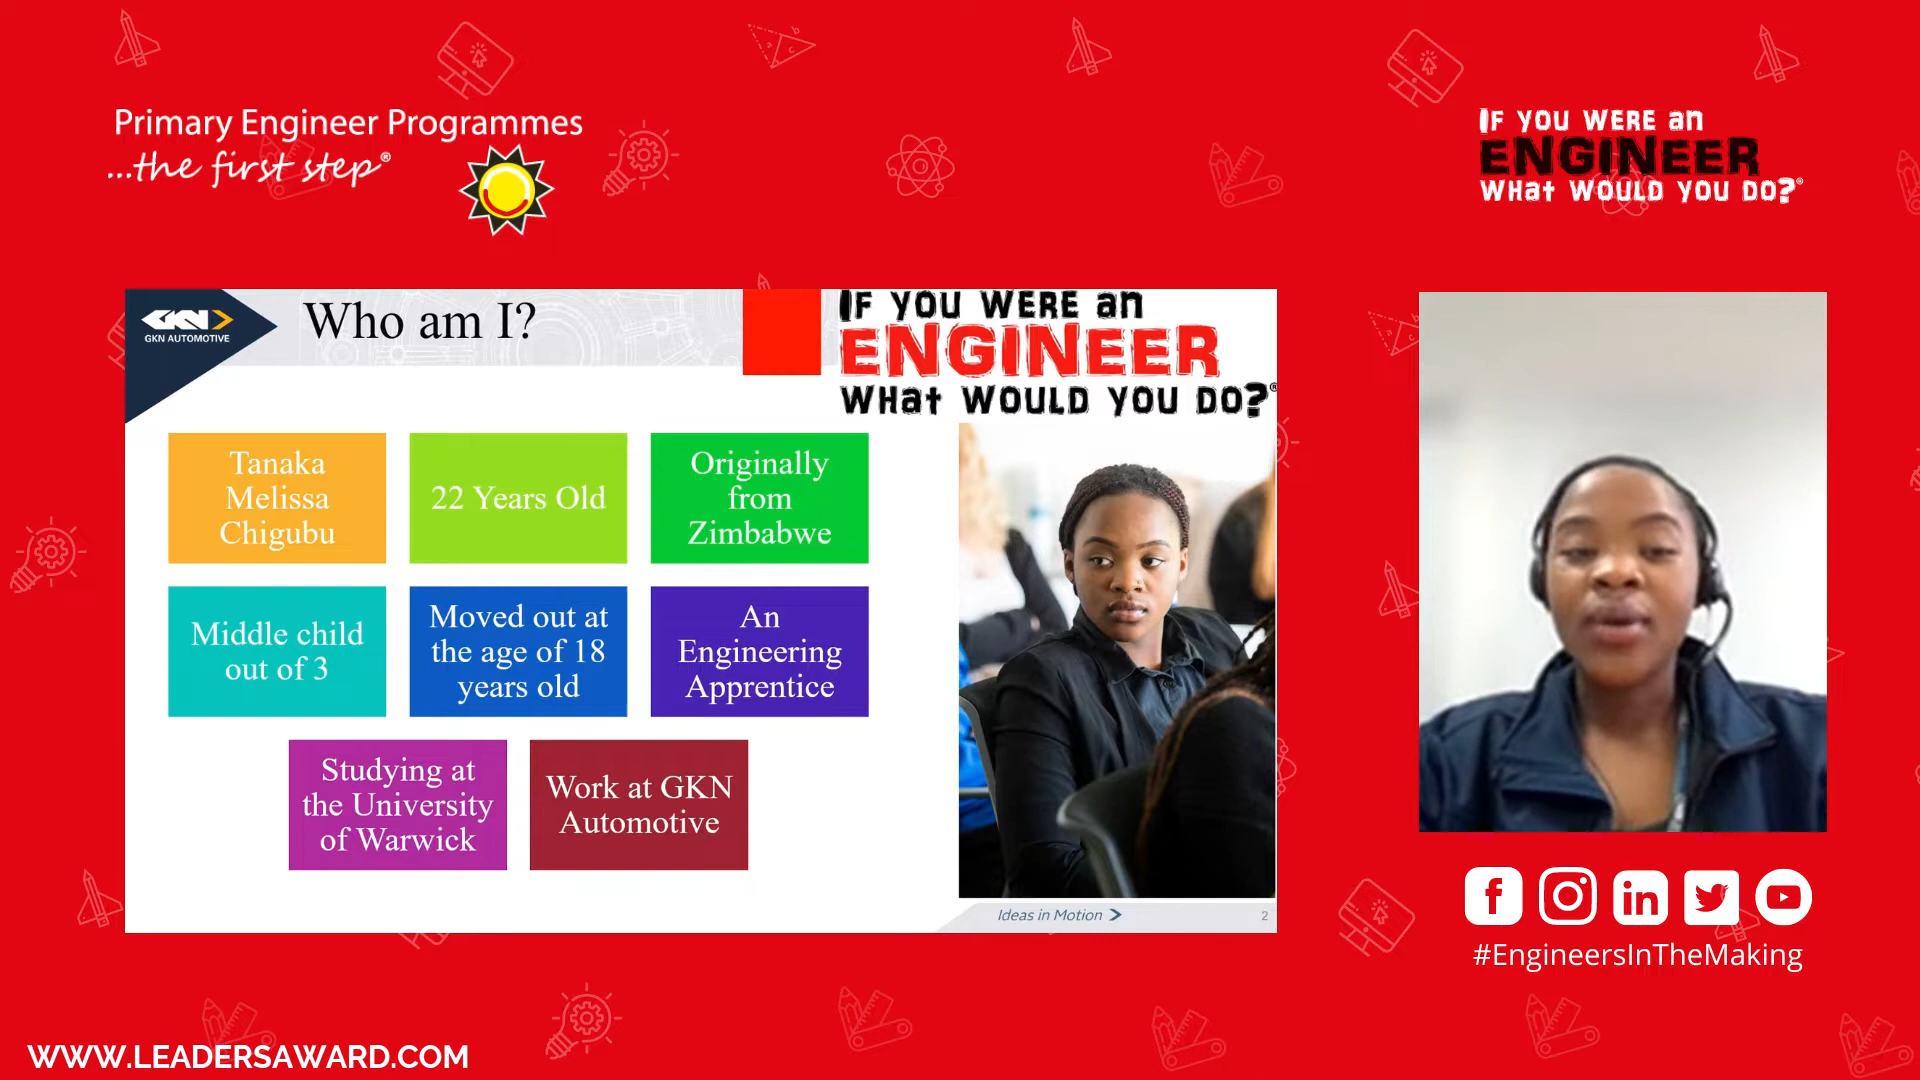 Primary Engineer Programmes
...the first step®
IF YOU WERE an
ENGINEER
WHat WOULD YOU DO?®
GKN
GKN AUTOMOTIVE
Who am I?
IF YOU WERE an
ENGINEER
WHat WOULD YOU DO?®
Tanaka
Melissa
Chigubu
22 Years Old
Originally
from
Zimbabwe
Middle child
out of 3
Moved out at
the age of 18
years old
An
Engineering
Apprentice
Studying at
the University
of Warwick
Work at GKN
Automotive
Ideas in Motion
2
#EngineersInTheMaking
WWW.LEADERSAWARD.COM